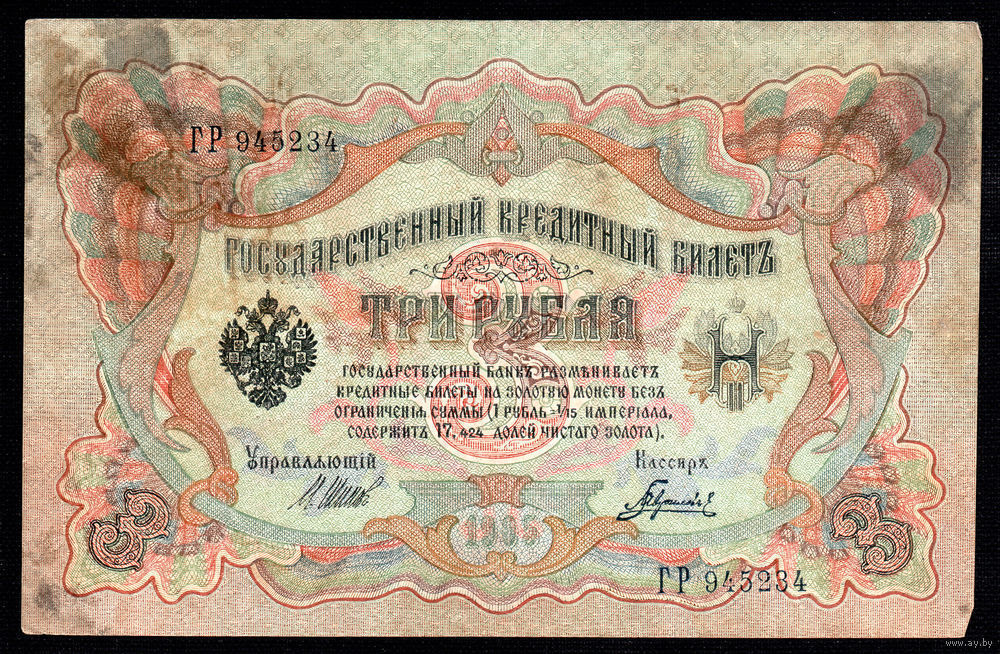 ГР 945234
ГОСУДАРСТВЕННЫЙ КРЕДИТНЫЙ БИЛЕТЪ
3
ТРИ РУБЛЯ
Н
ГОСУДАРСТВЕННЫЙ БАНКЪ РАЗМѢНИВАЕТЪ
КРЕДИТНЫЕ БИЛЕТЫ НА ЗОЛОТУЮ МОНЕТУ БЕЗЪ
ОГРАНИЧЕНІЯ СУММЫ (1 РУБЛЬ = 1/15 ИМПЕРІАЛА,
СОДЕРЖИТЪ 17,424 ДОЛЕЙ ЧИСТАГО ЗОЛОТА).
Управляющій Кассиръ
И. Шипов
3 1905 3
ГР 945234
www.ay.by